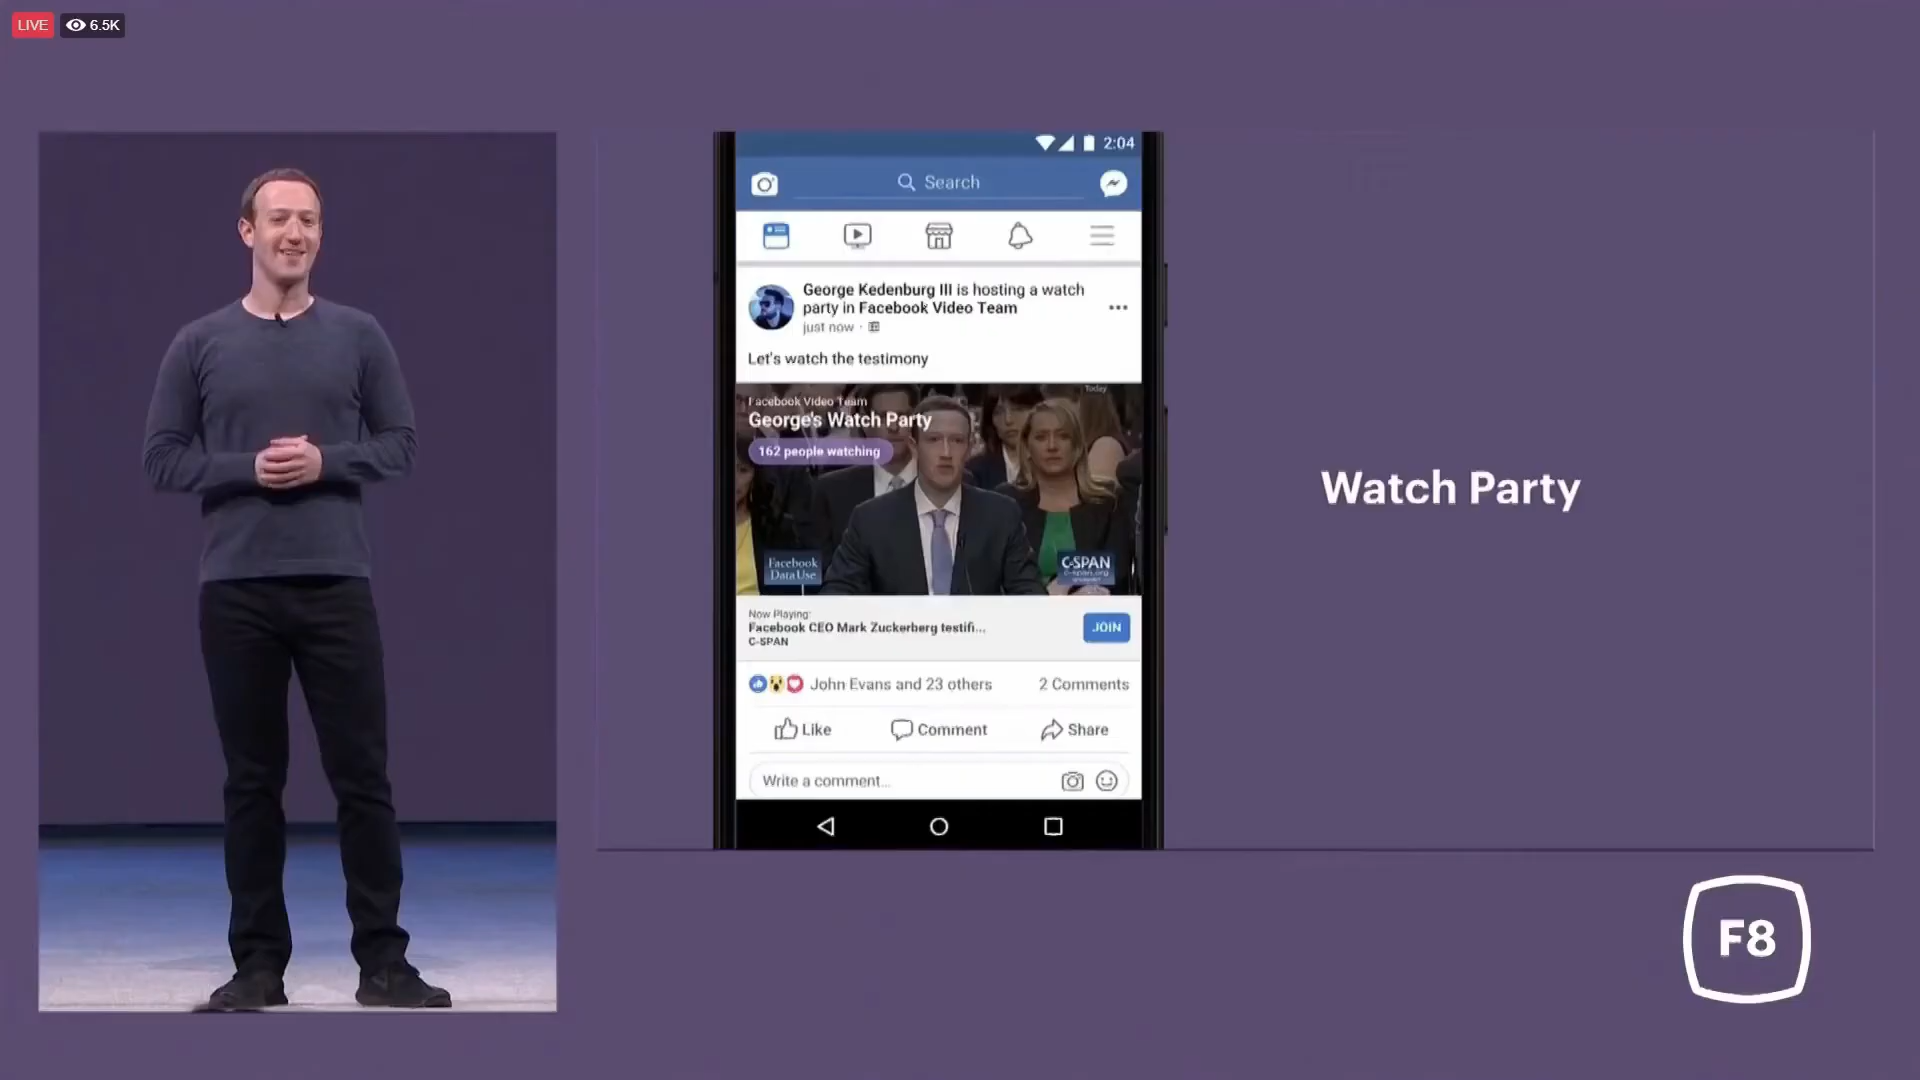 LIVE 6.5K
2:04
Search
George Kedenburg III is hosting a watch
party in Facebook Video Team
just now ·
Let's watch the testimony
Today
Facebook Video Team
George's Watch Party
162 people watching
Facebook
Data Use
C-SPAN
c-span.org
Now Playing:
Facebook CEO Mark Zuckerberg testifi...
C-SPAN
JOIN
John Evans and 23 others 2 Comments
Like Comment Share
Write a comment...
Watch Party
F8